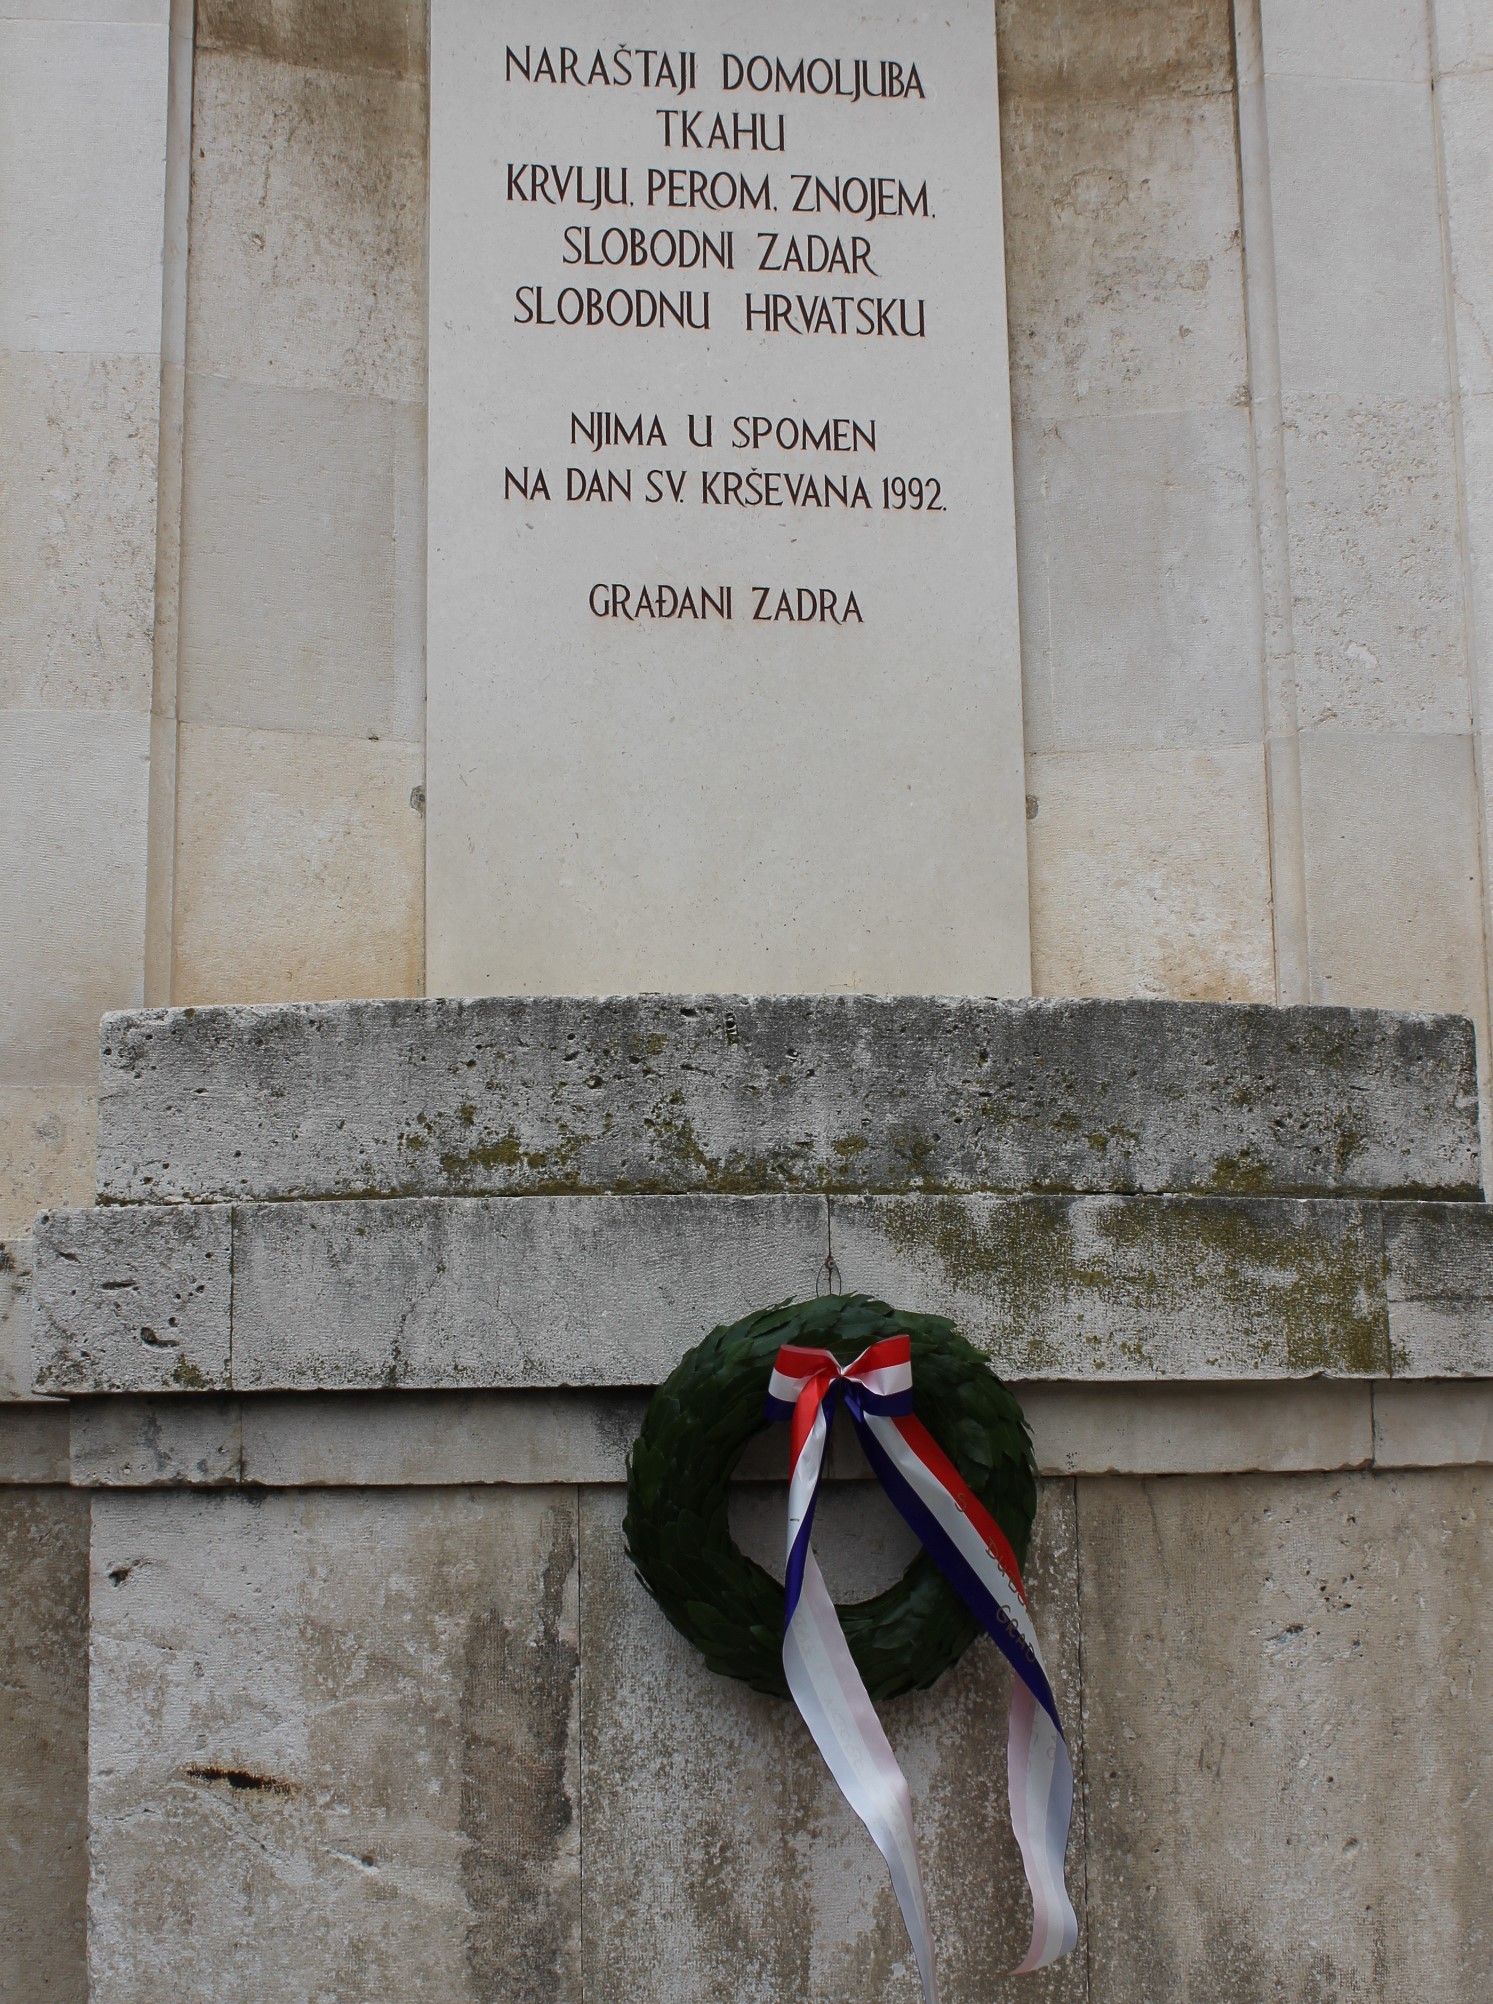 NARAŠTAJI DOMOLJUBA
TKAHU
KRVLJU, PEROM, ZNOJEM,
SLOBODNI ZADAR
SLOBODNU HRVATSKU
NJIMA U SPOMEN
NA DAN SV. KRŠEVANA 1992.
GRAĐANI ZADRA